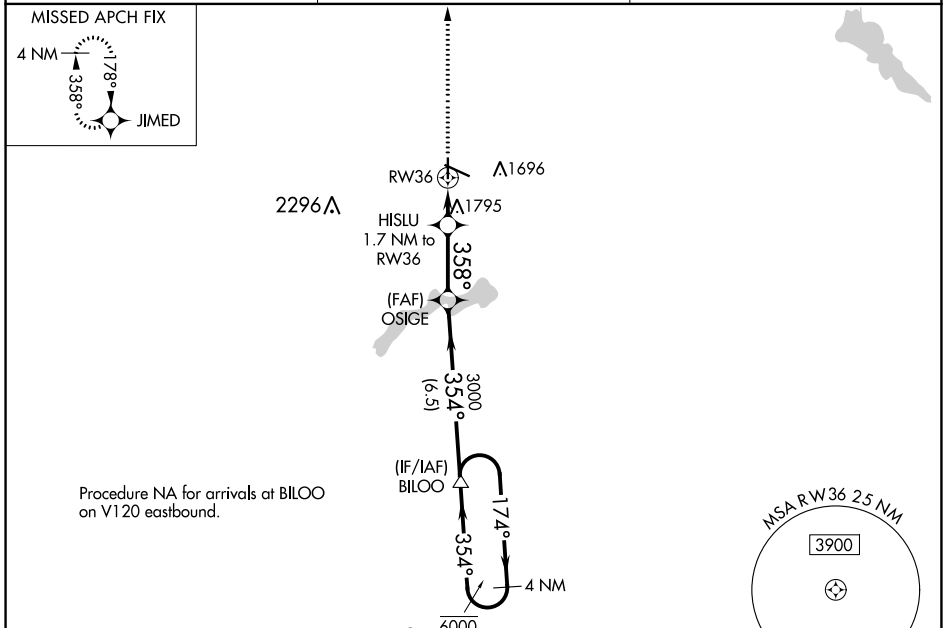 MISSED APCH FIX
4 NM
178°
358°
JIMED
RW36
1696
2296
1795
HISLU
1.7 NM to
RW36
358°
(FAF)
OSIGE
3000
354°
(6.5)
(IF/IAF)
BILOO
174°
354°
4 NM
6000
Procedure NA for arrivals at BILOO
on V120 eastbound.
MSA RW36 25 NM
3900